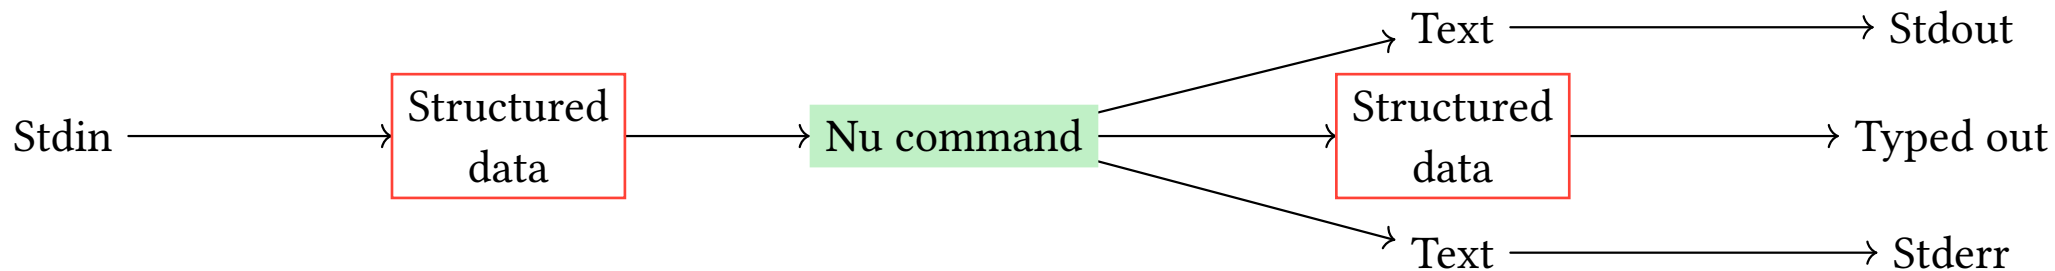 Stdin
Structured
data
Nu command
Text
Stdout
Structured
data
Typed out
Text
Stderr